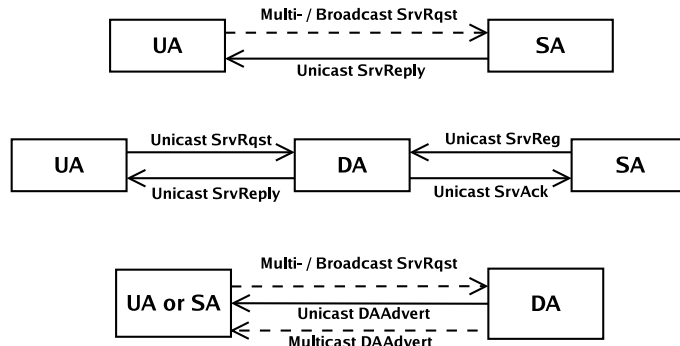 Multi- / Broadcast SrvRqst
UA
SA
Unicast SrvReply
Unicast SrvRqst
Unicast SrvReg
UA
DA
SA
Unicast SrvReply
Unicast SrvAck
Multi- / Broadcast SrvRqst
UA or SA
DA
Unicast DAAdvert
Multicast DAAdvert